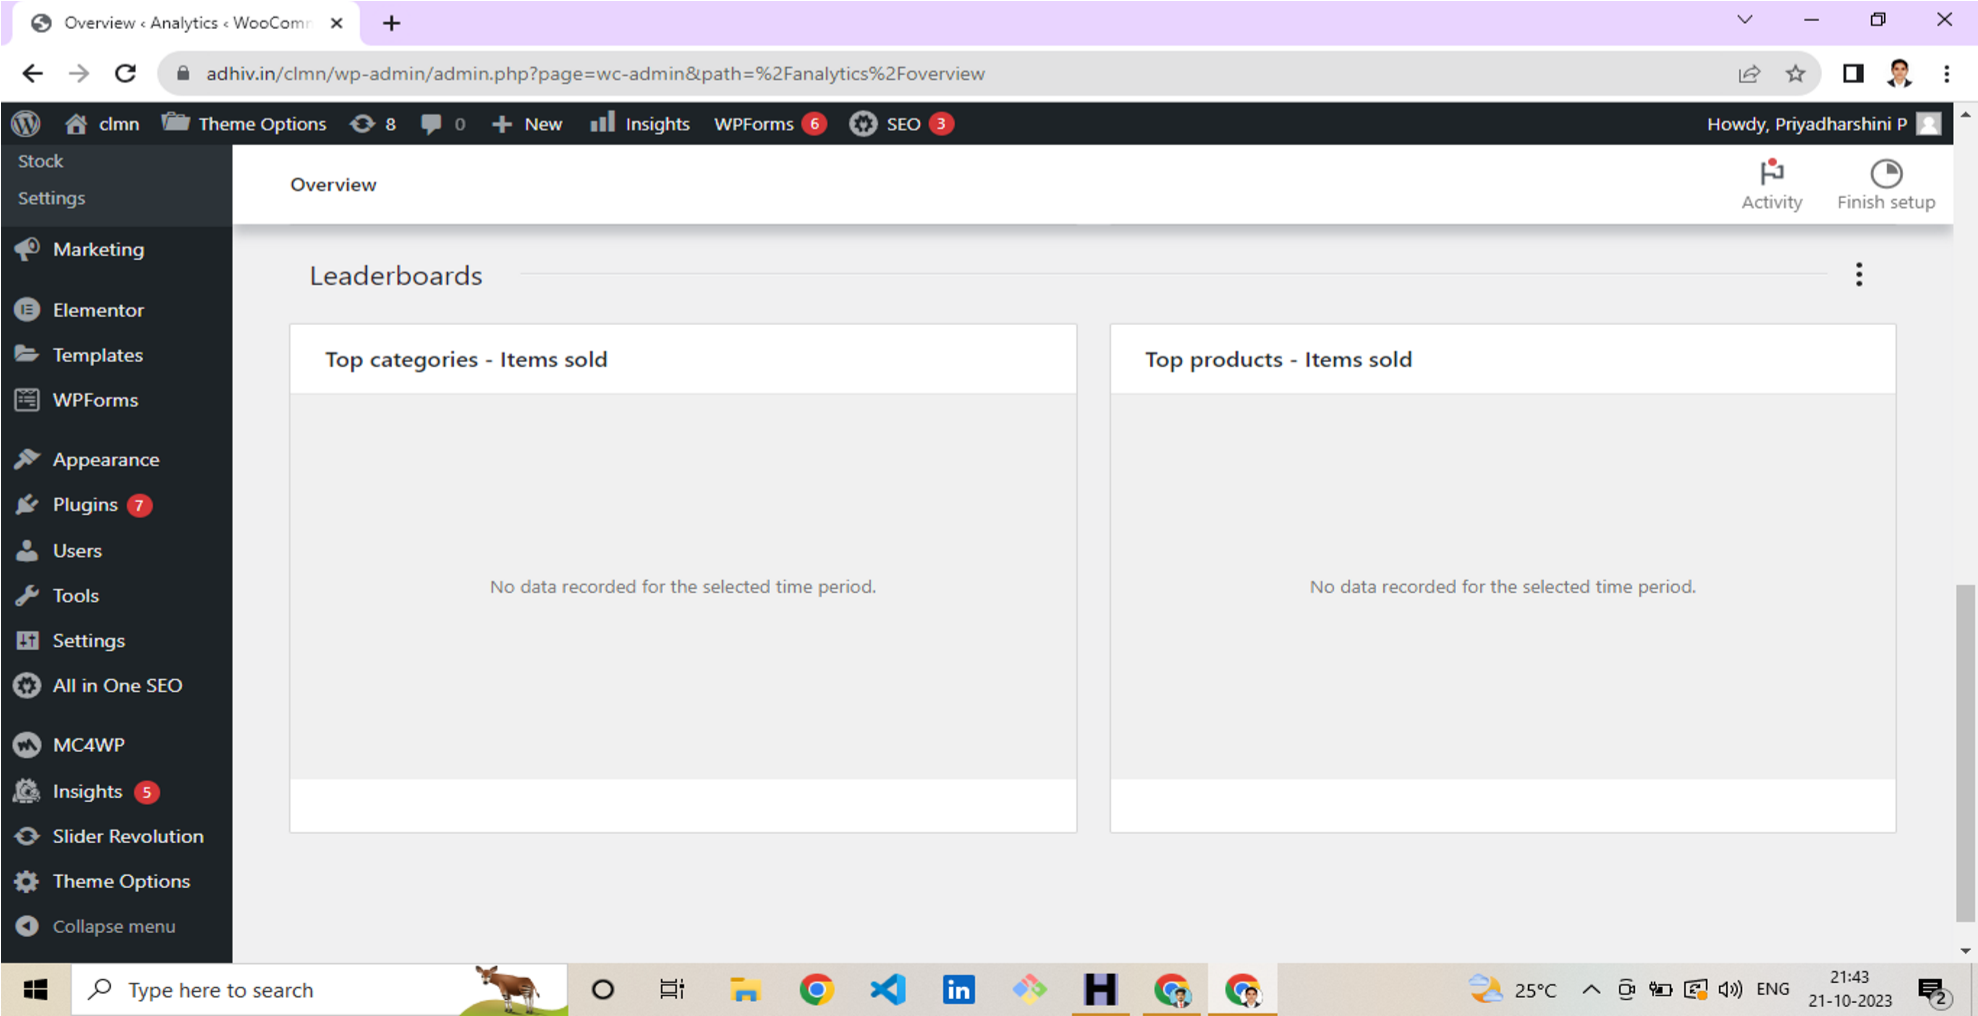 Overview ‹ Analytics ‹ WooComm
adhiv.in/clmn/wp-admin/admin.php?page=wc-admin&path=%2Fanalytics%2Foverview
clmn Theme Options 8 0 New Insights WPForms 6 SEO 3 Howdy, Priyadharshini P
Stock
Settings
Marketing
Elementor
Templates
WPForms
Appearance
Plugins 7
Users
Tools
Settings
All in One SEO
MC4WP
Insights 5
Slider Revolution
Theme Options
Collapse menu
Overview
Activity
Finish setup
Leaderboards
Top categories - Items sold
No data recorded for the selected time period.
Top products - Items sold
No data recorded for the selected time period.
Type here to search
25°C
ENG
21:43
21-10-2023
2